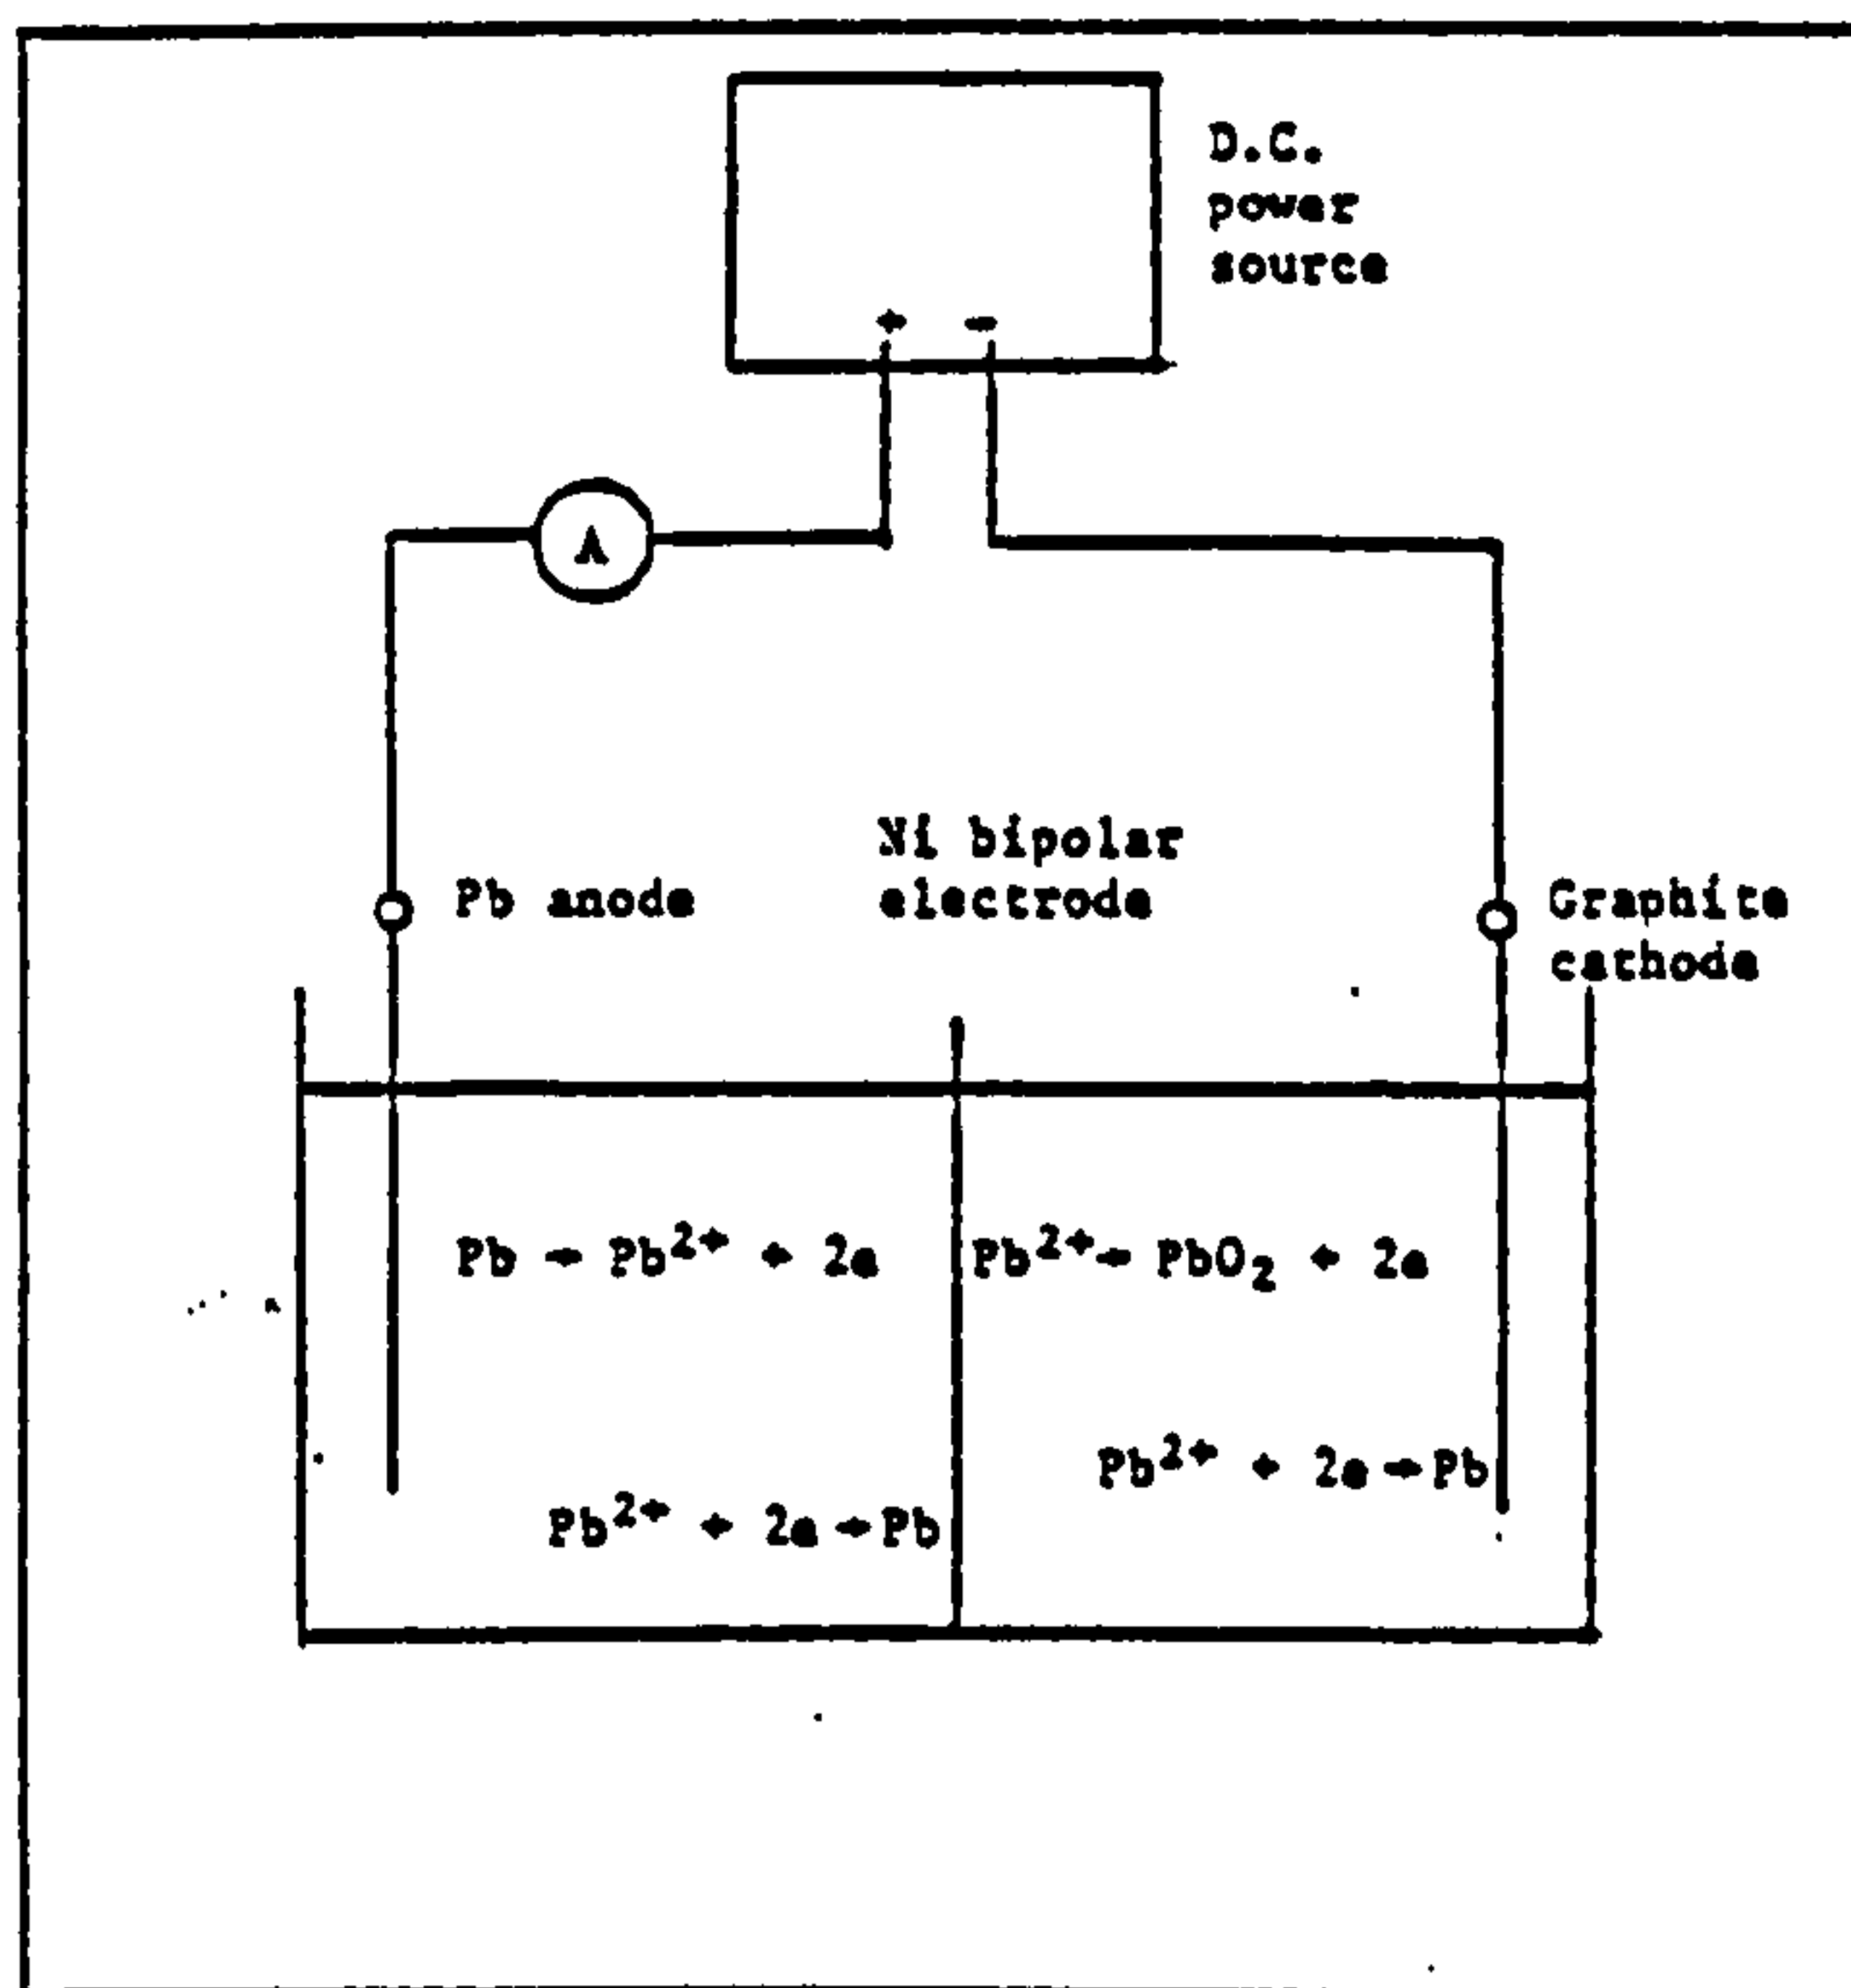 D.C.
power
source
+ -
A
Ni bipolar
electrode
Pb anode
Graphite
cathode
Pb → Pb²⁺ + 2e
Pb²⁺ → PbO₂ + 2e
Pb²⁺ + 2e → Pb
Pb²⁺ + 2e → Pb